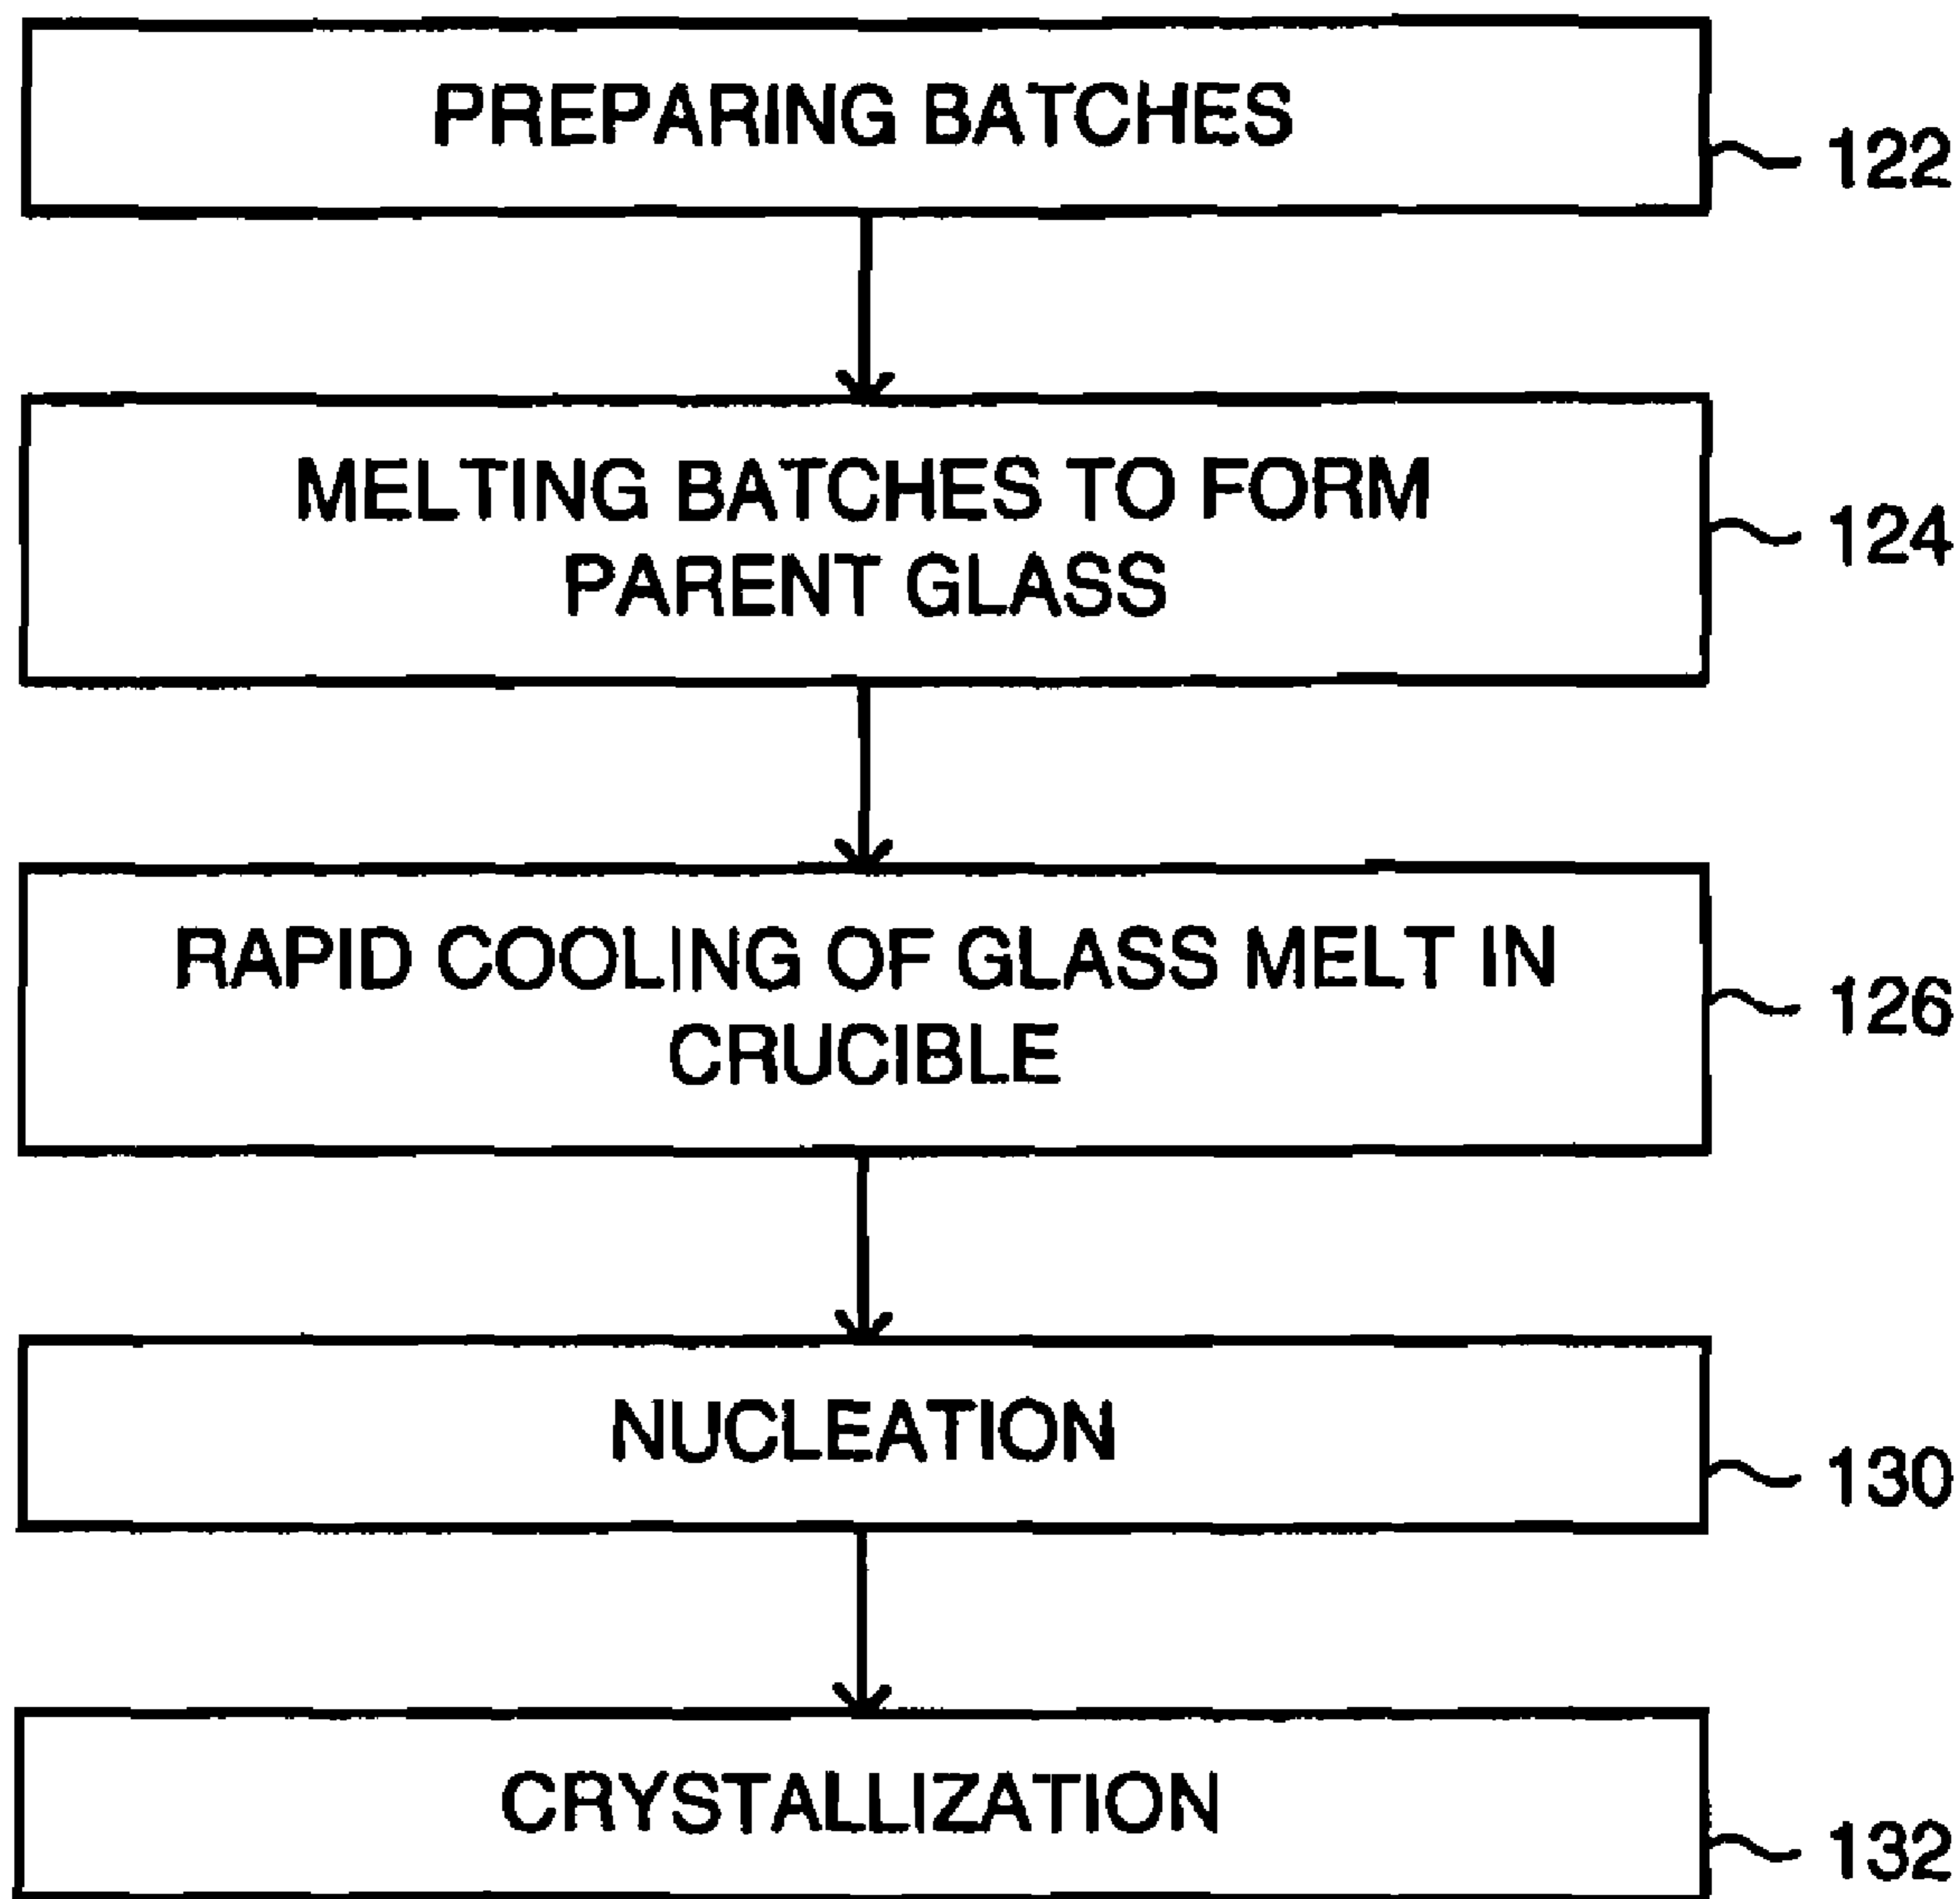 PREPARING BATCHES
122
MELTING BATCHES TO FORM
PARENT GLASS
124
RAPID COOLING OF GLASS MELT IN
CRUCIBLE
126
NUCLEATION
130
CRYSTALLIZATION
132